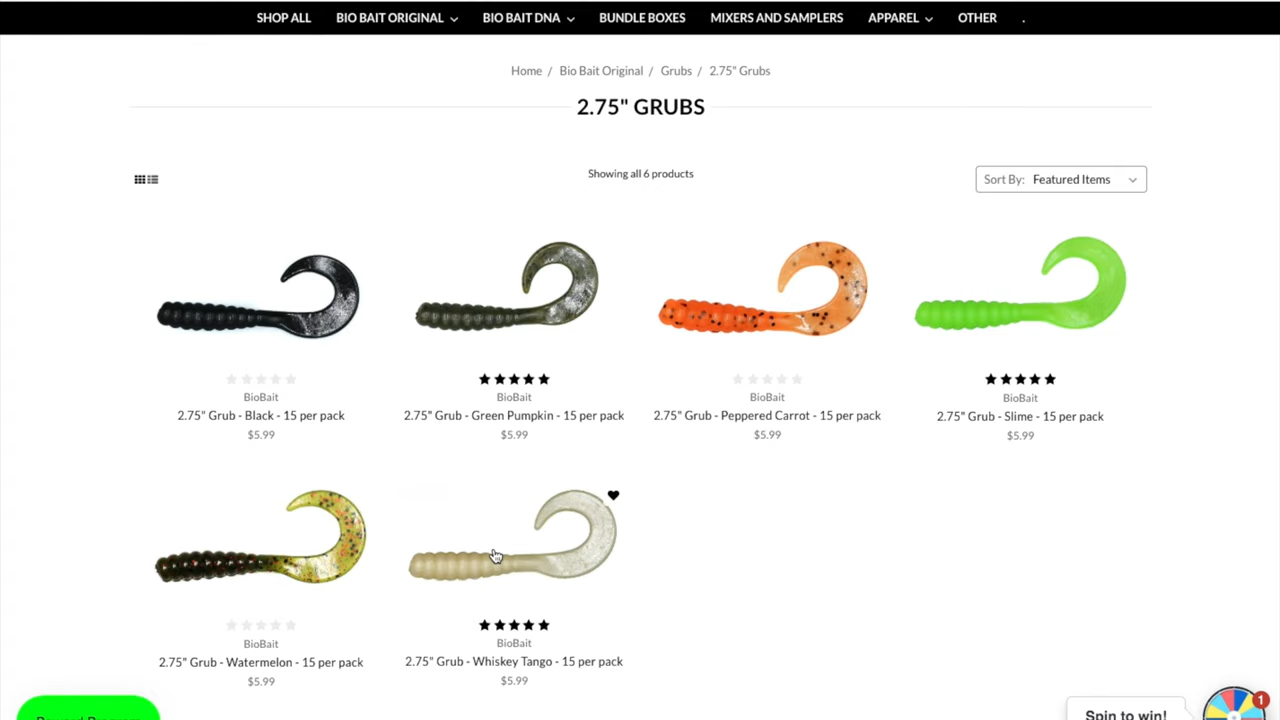 SHOP ALL BIO BAIT ORIGINAL BIO BAIT DNA BUNDLE BOXES MIXERS AND SAMPLERS APPAREL OTHER .
Home / Bio Bait Original / Grubs / 2.75" Grubs
2.75" GRUBS
Showing all 6 products
Sort By: Featured Items
BioBait
2.75" Grub - Black - 15 per pack
$5.99
BioBait
2.75" Grub - Green Pumpkin - 15 per pack
$5.99
BioBait
2.75" Grub - Peppered Carrot - 15 per pack
$5.99
BioBait
2.75" Grub - Slime - 15 per pack
$5.99
BioBait
2.75" Grub - Watermelon - 15 per pack
$5.99
BioBait
2.75" Grub - Whiskey Tango - 15 per pack
$5.99
Reward Program
Spin to win!
1